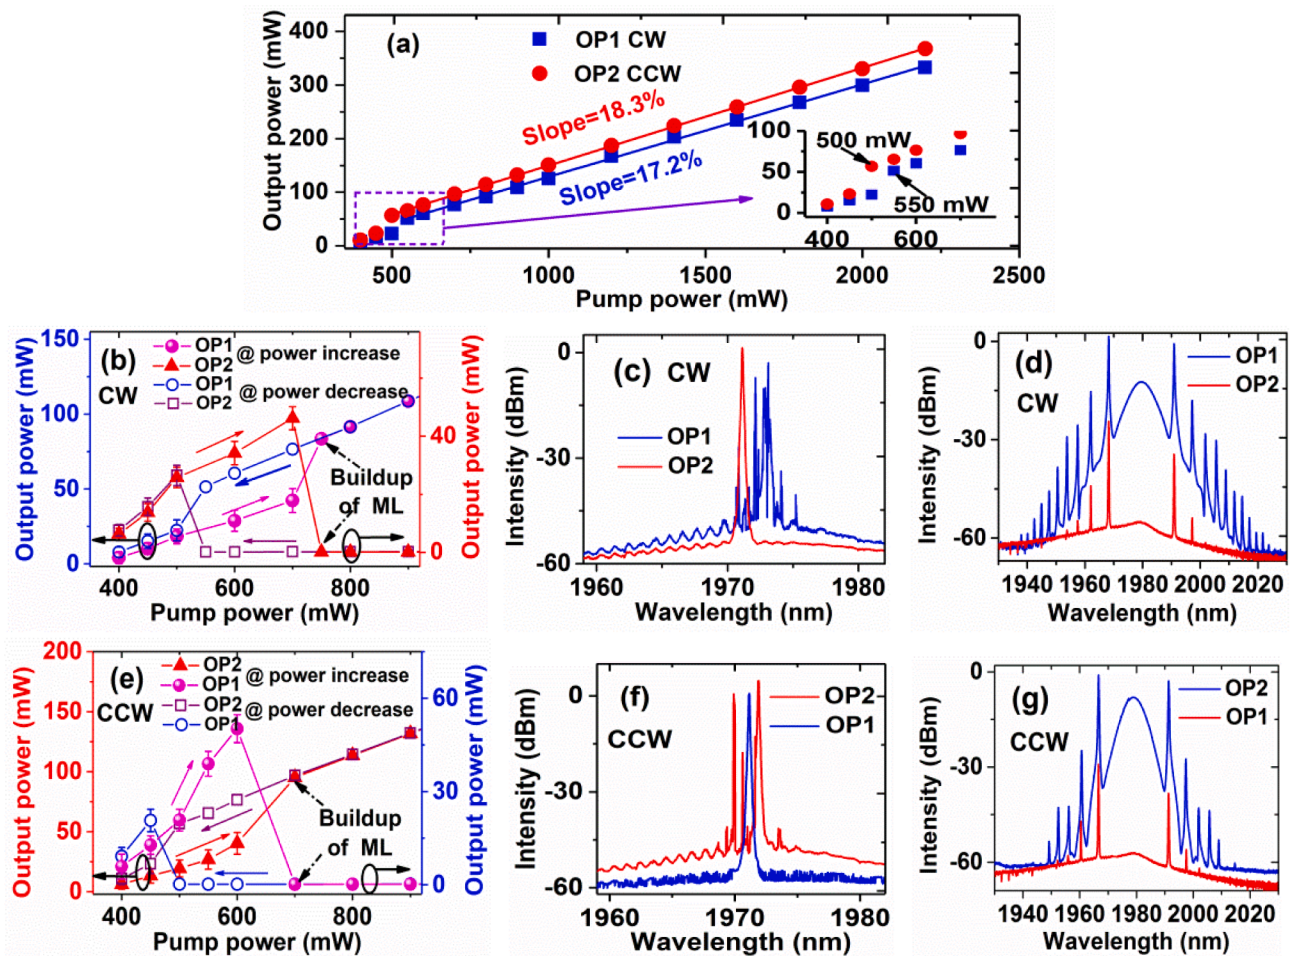 (a)
OP1 CW
OP2 CCW
Slope=18.3%
Slope=17.2%
500 mW
550 mW
100
50
0
400 600
Output power (mW)
400
300
200
100
0
500 1000 1500 2000 2500
Pump power (mW)
(b)
CW
OP1
OP2
@ power increase
OP1
OP2
@ power decrease
Buildup
of ML
Output power (mW)
150
100
50
0
40
0
Output power (mW)
400 600 800
Pump power (mW)
(c) CW
OP1
OP2
Intensity (dBm)
0
-30
-60
1960 1970 1980
Wavelength (nm)
(d)
CW
OP1
OP2
Intensity (dBm)
0
-30
-60
1940 1960 1980 2000 2020
Wavelength (nm)
(e)
CCW
OP2
OP1
@ power increase
OP2
OP1
@ power decrease
Buildup
of ML
Output power (mW)
200
150
100
50
0
60
30
0
Output power (mW)
400 600 800
Pump power (mW)
(f)
CCW
OP2
OP1
Intensity (dBm)
0
-30
-60
1960 1970 1980
Wavelength (nm)
(g)
CCW
OP2
OP1
Intensity (dBm)
0
-30
-60
1940 1960 1980 2000 2020
Wavelength (nm)